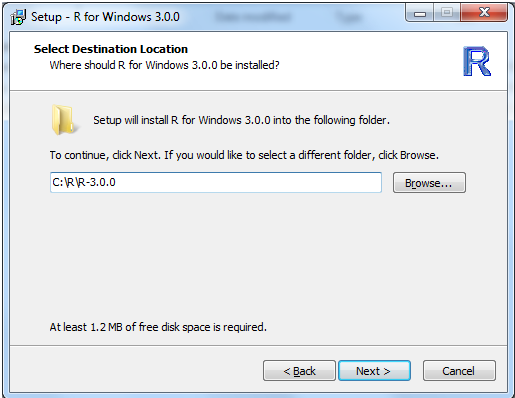 Setup - R for Windows 3.0.0
Select Destination Location
Where should R for Windows 3.0.0 be installed?
R
Setup will install R for Windows 3.0.0 into the following folder.
To continue, click Next. If you would like to select a different folder, click Browse.
C:\R\R-3.0.0
Browse...
At least 1.2 MB of free disk space is required.
< Back
Next >
Cancel